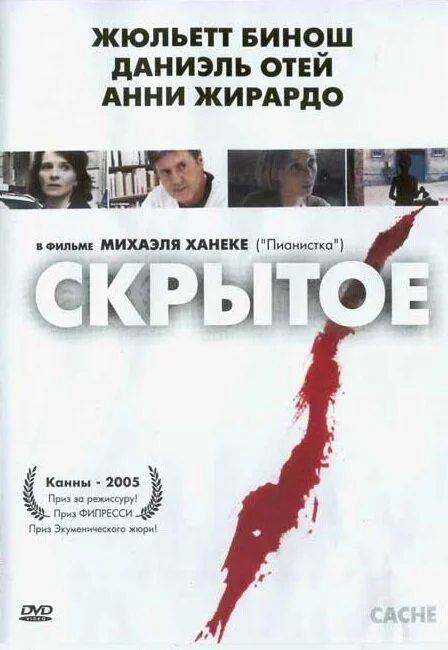 ЖЮЛЬЕТТ БИНОШ
ДАНИЭЛЬ ОТЕЙ
АННИ ЖИРАРДО
В ФИЛЬМЕ МИХАЭЛЯ ХАНЕКЕ ("Пианистка")
СКРЫТОЕ
Канны - 2005
Приз за режиссуру!
Приз ФИПРЕССИ
Приз Экуменического жюри!
DVD
VIDEO
CACHE